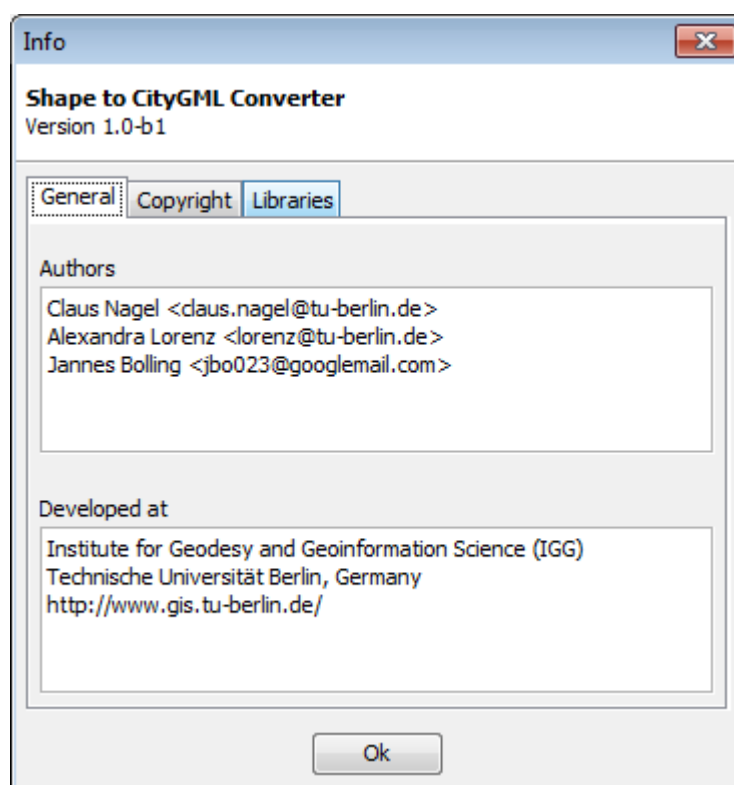 Info
Shape to CityGML Converter
Version 1.0-b1
General Copyright Libraries
Authors
Claus Nagel <claus.nagel@tu-berlin.de>
Alexandra Lorenz <lorenz@tu-berlin.de>
Jannes Bolling <jbo023@googlemail.com>
Developed at
Institute for Geodesy and Geoinformation Science (IGG)
Technische Universität Berlin, Germany
http://www.gis.tu-berlin.de/
Ok